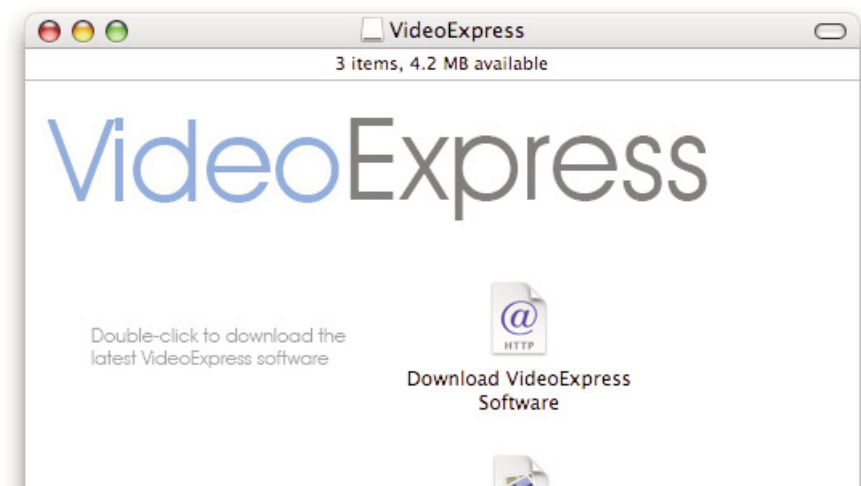 VideoExpress
3 items, 4.2 MB available
VideoExpress
Double-click to download the
latest VideoExpress software
@
HTTP
Download VideoExpress
Software